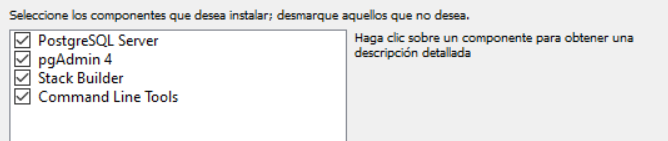 Seleccione los componentes que desea instalar; desmarque aquellos que no desea.
PostgreSQL Server
pgAdmin 4
Stack Builder
Command Line Tools
Haga clic sobre un componente para obtener una
descripción detallada